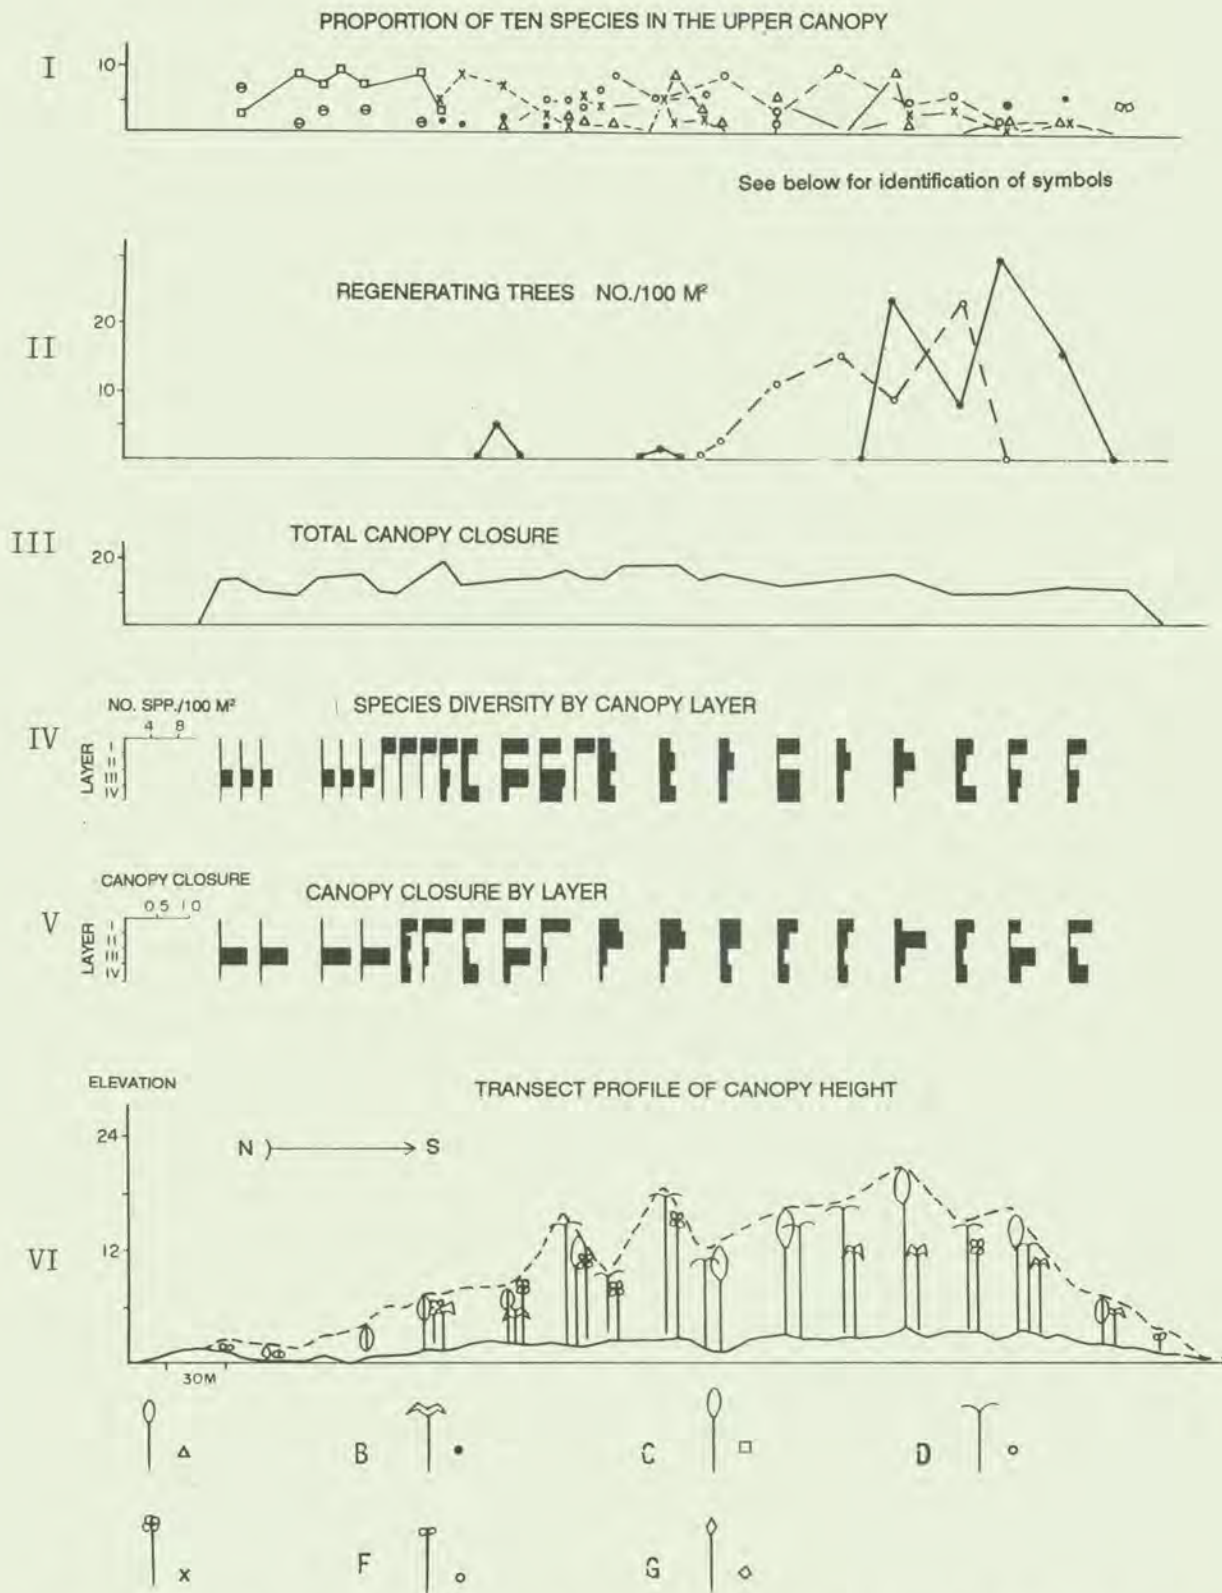 PROPORTION OF TEN SPECIES IN THE UPPER CANOPY
I
10
See below for identification of symbols
REGENERATING TREES NO./100 M²
II
20
10
III
TOTAL CANOPY CLOSURE
20
IV
NO. SPP./100 M²
SPECIES DIVERSITY BY CANOPY LAYER
4 8
LAYER
I
II
III
IV
V
CANOPY CLOSURE
CANOPY CLOSURE BY LAYER
0.5 1.0
LAYER
I
II
III
IV
ELEVATION
TRANSECT PROFILE OF CANOPY HEIGHT
24
N S
VI
12
30M
B C D
F G